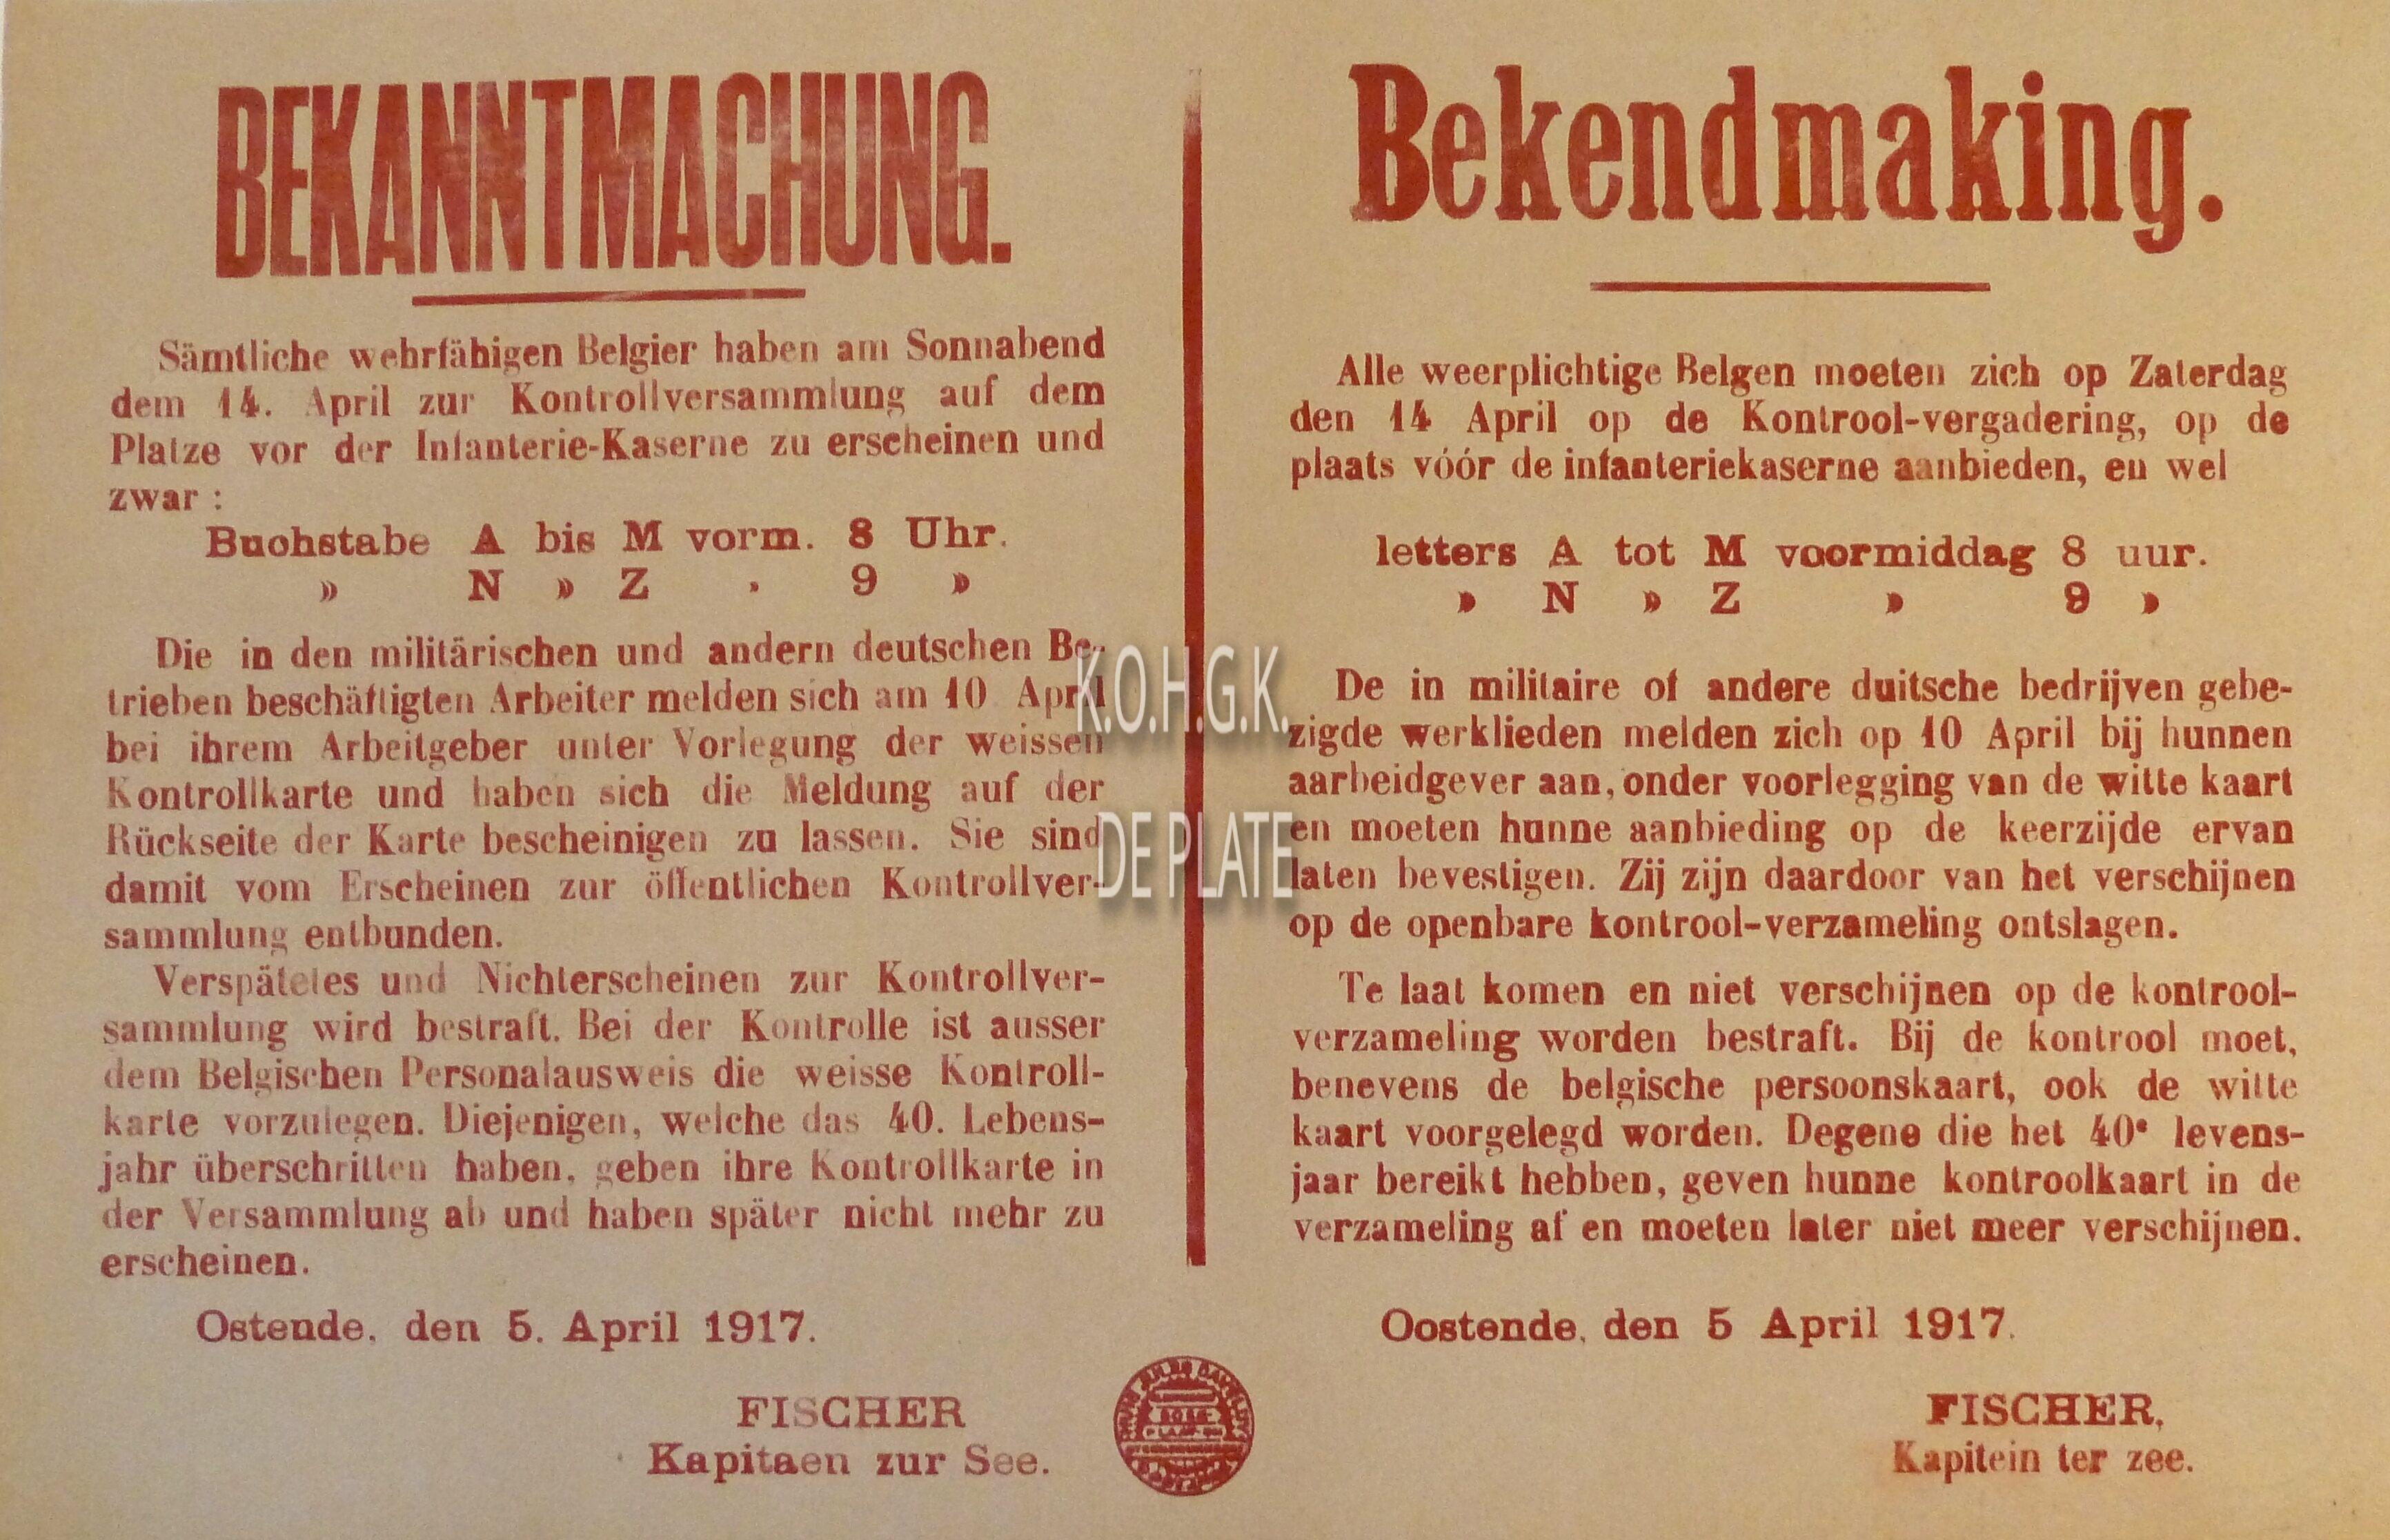 BEKANNTMACHUNG.
Sämtliche wehrfähigen Belgier haben am Sonnabend
dem 14. April zur Kontrollversammlung auf dem
Platze vor der Infanterie-Kaserne zu erscheinen und
zwar :
Buchstabe A bis M vorm. 8 Uhr.
» N » Z » 9 »
Die in den militärischen und andern deutschen Be-
trieben beschäftigten Arbeiter melden sich am 10 April
bei ihrem Arbeitgeber unter Vorlegung der weissen
Kontrollkarte und haben sich die Meldung auf der
Rückseite der Karte bescheinigen zu lassen. Sie sind
damit vom Erscheinen zur öffentlichen Kontrollver-
sammlung entbunden.
Verspätetes und Nichterscheinen zur Kontrollver-
sammlung wird bestraft. Bei der Kontrolle ist ausser
dem Belgischen Personalausweis die weisse Kontroll-
karte vorzulegen. Diejenigen, welche das 40. Lebens-
jahr überschritten haben, geben ihre Kontrollkarte in
der Versammlung ab und haben später nicht mehr zu
erscheinen.
Ostende, den 5. April 1917.
FISCHER
Kapitaen zur See.
Bekendmaking.
Alle weerplichtige Belgen moeten zich op Zaterdag
den 14 April op de Kontrool-vergadering, op de
plaats vóór de infanteriekaserne aanbieden, en wel
letters A tot M voormiddag 8 uur.
» N » Z » 9 »
De in militaire of andere duitsche bedrijven gebe-
zigde werklieden melden zich op 10 April bij hunnen
aarbeidgever aan, onder voorlegging van de witte kaart
en moeten hunne aanbieding op de keerzijde ervan
laten bevestigen. Zij zijn daardoor van het verschijnen
op de openbare kontrool-verzameling ontslagen.
Te laat komen en niet verschijnen op de kontrool-
verzameling worden bestraft. Bij de kontrool moet,
benevens de belgische persoonskaart, ook de witte
kaart voorgelegd worden. Degene die het 40e levens-
jaar bereikt hebben, geven hunne kontroolkaart in de
verzameling af en moeten later niet meer verschijnen.
Oostende, den 5 April 1917.
FISCHER,
Kapitein ter zee.
K.O.H.G.K.
DE PLATE